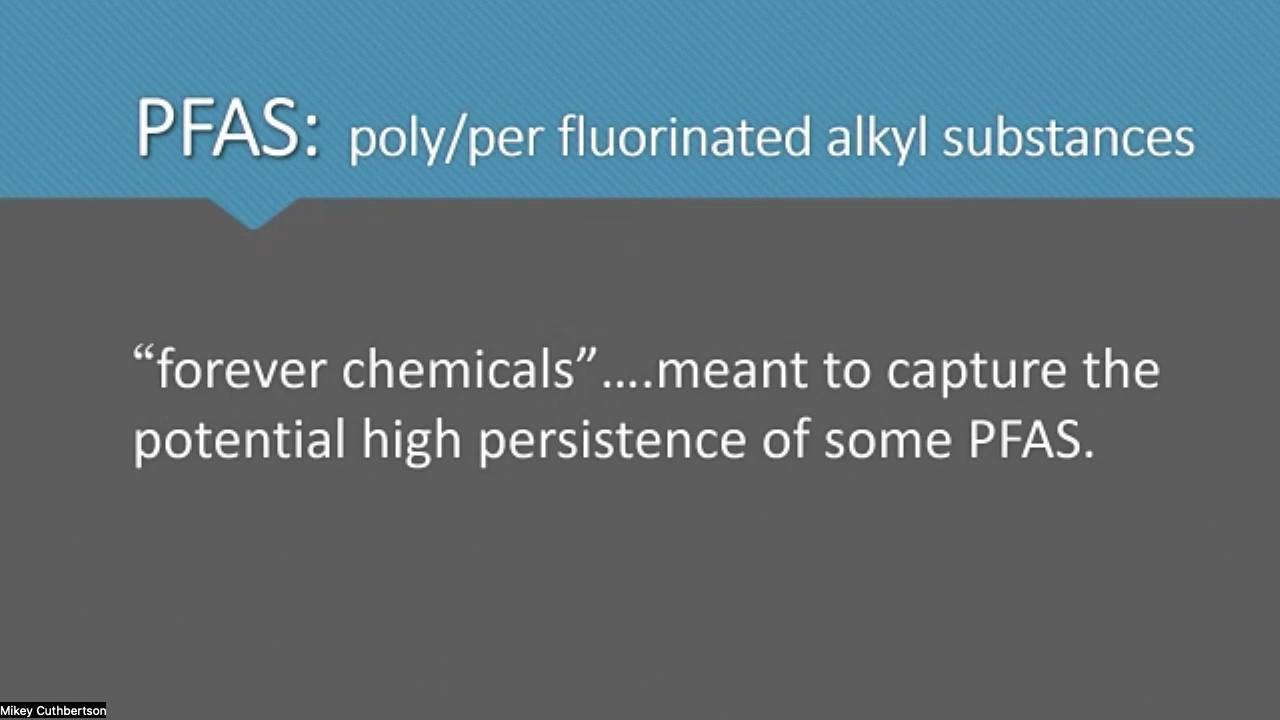 PFAS: poly/per fluorinated alkyl substances
“forever chemicals”....meant to capture the
potential high persistence of some PFAS.
Mikey Cuthbertson